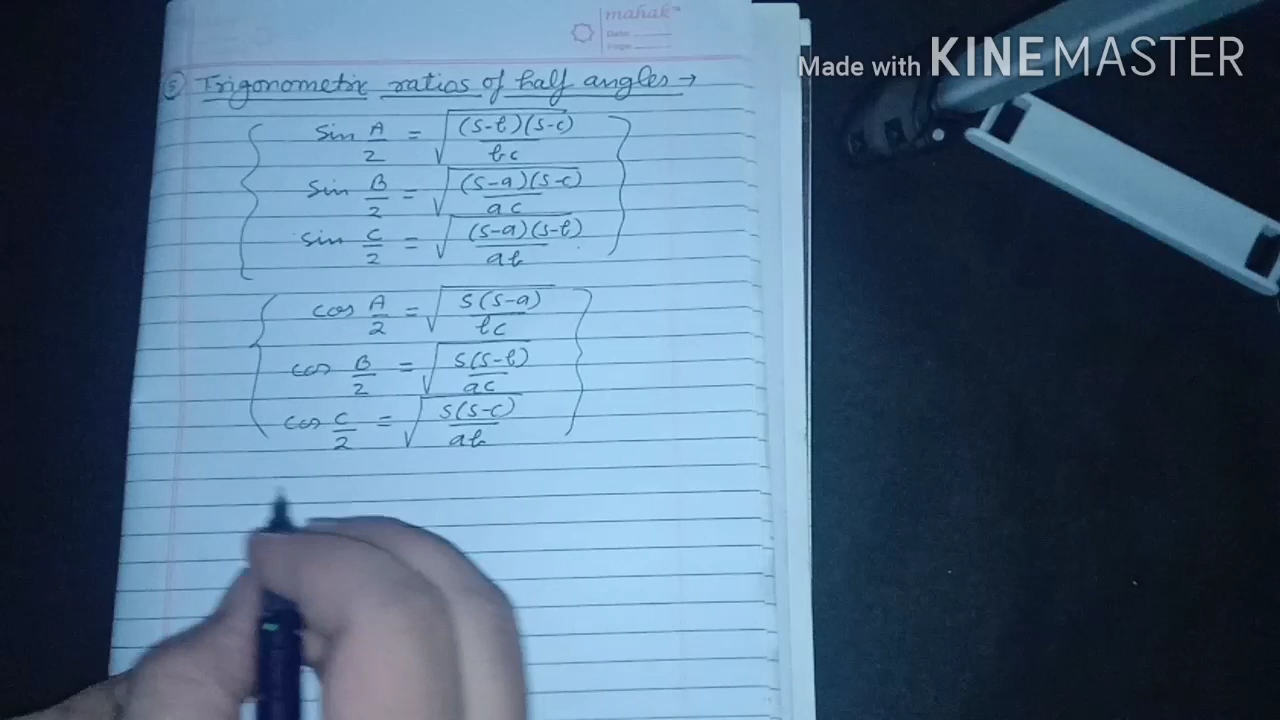 mahak™
Date:
Page:
Made with KINEMASTER
⑤ Trigonometric ratios of half angles →
sin A/2 = √((s-b)(s-c)/bc)
sin B/2 = √((s-a)(s-c)/ac)
sin C/2 = √((s-a)(s-b)/ab)
cos A/2 = √(s(s-a)/bc)
cos B/2 = √(s(s-b)/ac)
cos C/2 = √(s(s-c)/ab)